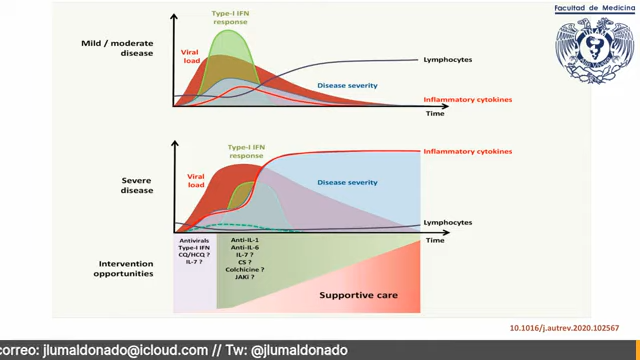 Facultad de Medicina
Type-I IFN
response
Mild / moderate
disease
Viral
load
Lymphocytes
Disease severity
Inflammatory cytokines
Time
Type-I IFN
response
Inflammatory cytokines
Severe
disease
Viral
load
Disease severity
Lymphocytes
Time
Intervention
opportunities
Antivirals
Type-I IFN
CQ/HCQ ?
IL-7 ?
Anti-IL-1
Anti-IL-6
IL-7 ?
CS ?
Colchicine ?
JAKi ?
Supportive care
10.1016/j.autrev.2020.102567
correo: jlumaldonado@icloud.com // Tw: @jlumaldonado